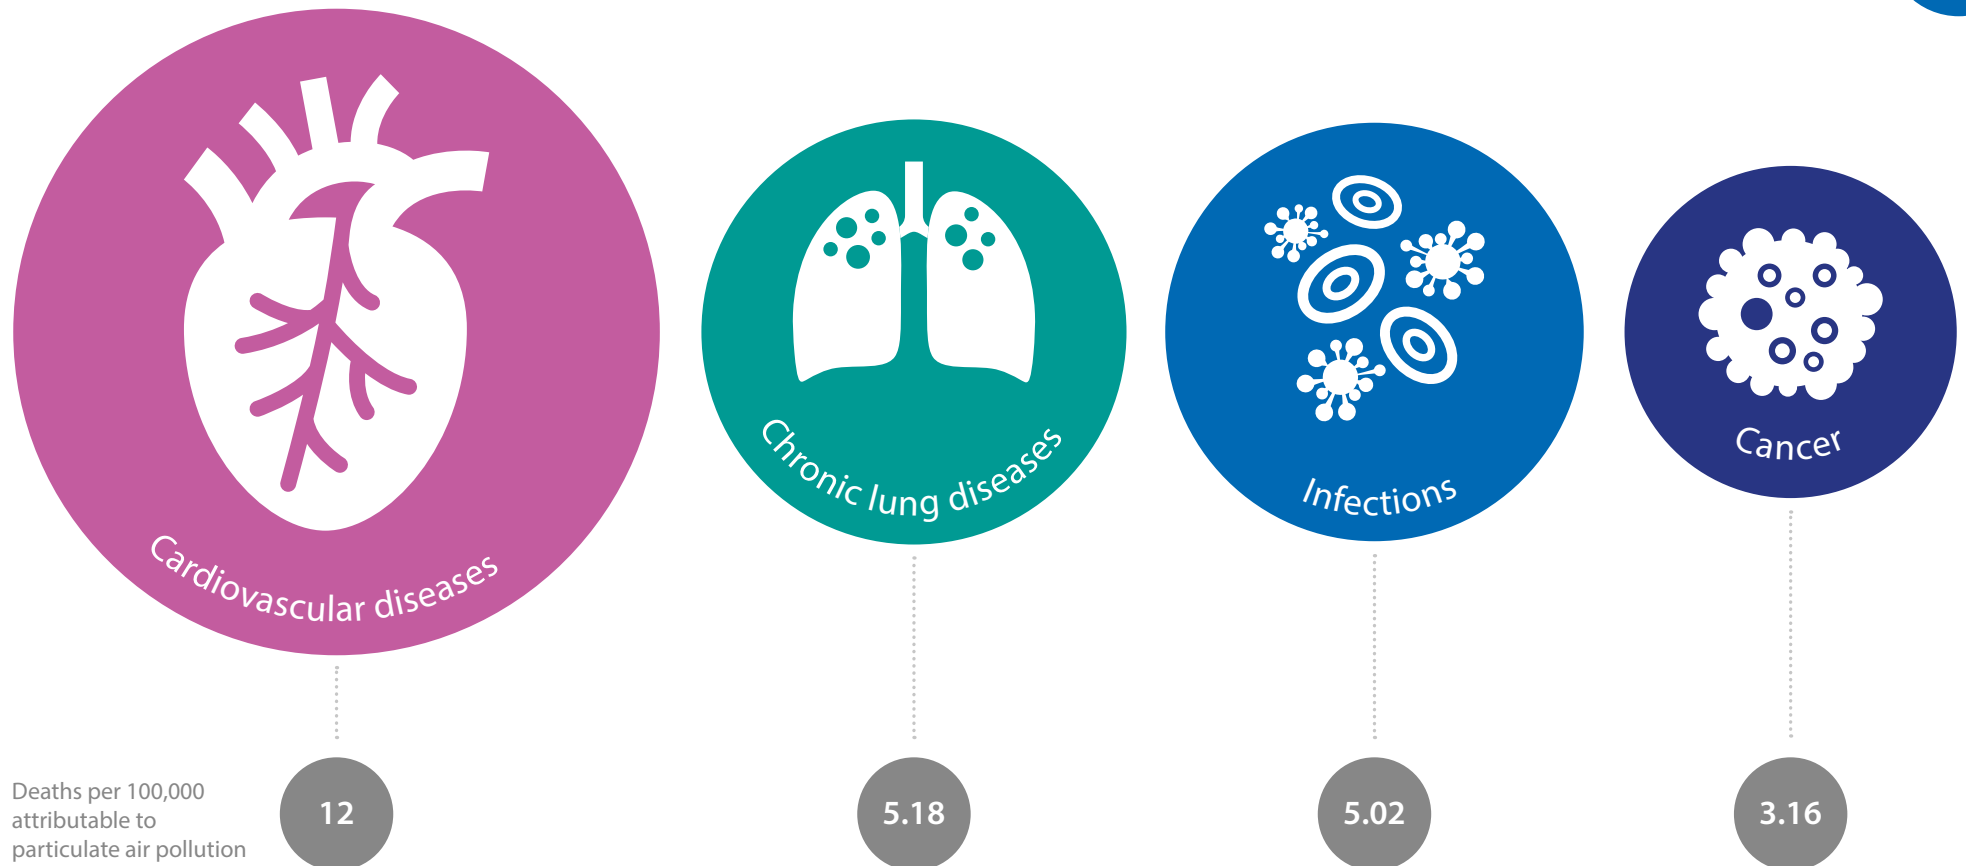 Cardiovascular diseases
Chronic lung diseases
Infections
Cancer
Deaths per 100,000
attributable to
particulate air pollution
12
5.18
5.02
3.16